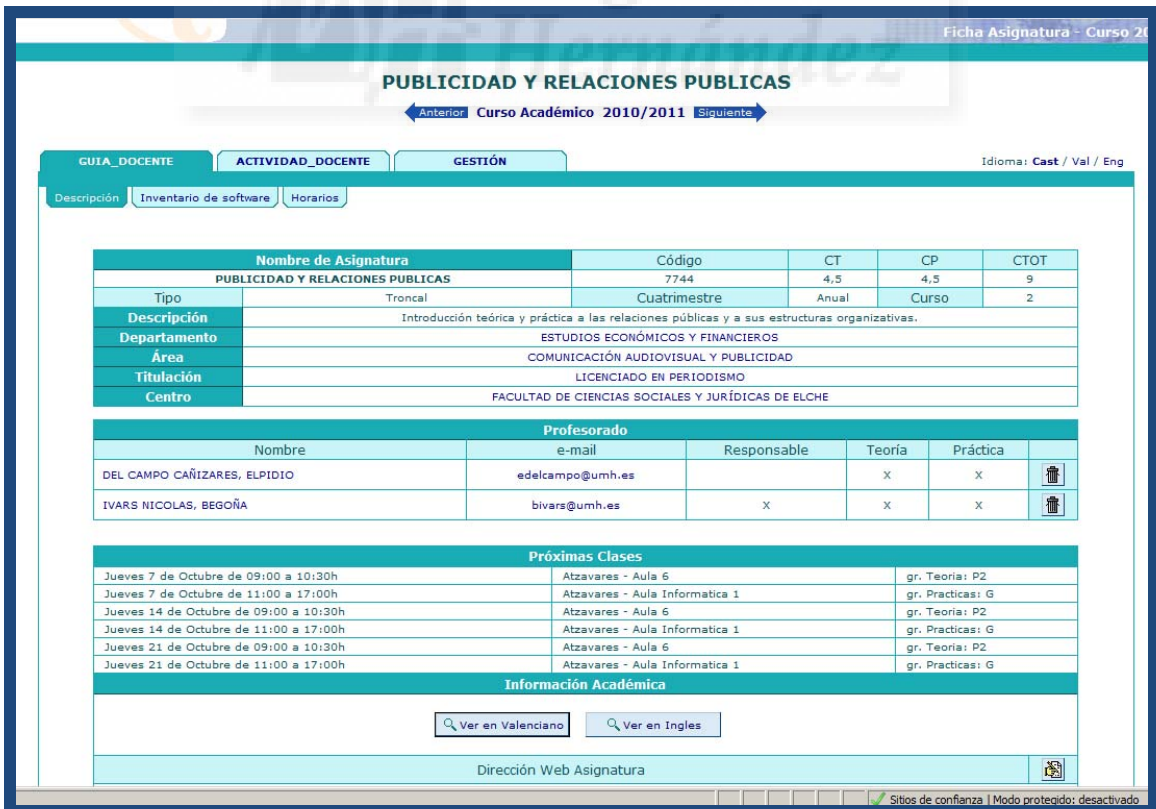 Hernández
Ficha Asignatura - Curso 20
PUBLICIDAD Y RELACIONES PUBLICAS
Anterior Curso Académico 2010/2011 Siguiente
GUIA_DOCENTE ACTIVIDAD_DOCENTE GESTIÓN Idioma: Cast / Val / Eng
Descripción Inventario de software Horarios
Nombre de Asignatura Código CT CP CTOT
PUBLICIDAD Y RELACIONES PUBLICAS 7744 4,5 4,5 9
Tipo Troncal Cuatrimestre Anual Curso 2
Descripción Introducción teórica y práctica a las relaciones públicas y a sus estructuras organizativas.
Departamento ESTUDIOS ECONÓMICOS Y FINANCIEROS
Área COMUNICACIÓN AUDIOVISUAL Y PUBLICIDAD
Titulación LICENCIADO EN PERIODISMO
Centro FACULTAD DE CIENCIAS SOCIALES Y JURÍDICAS DE ELCHE
Profesorado
Nombre e-mail Responsable Teoría Práctica
DEL CAMPO CAÑIZARES, ELPIDIO edelcampo@umh.es X X
IVARS NICOLAS, BEGOÑA bivars@umh.es X X X
Próximas Clases
Jueves 7 de Octubre de 09:00 a 10:30h Atzavares - Aula 6 gr. Teoria: P2
Jueves 7 de Octubre de 11:00 a 17:00h Atzavares - Aula Informatica 1 gr. Practicas: G
Jueves 14 de Octubre de 09:00 a 10:30h Atzavares - Aula 6 gr. Teoria: P2
Jueves 14 de Octubre de 11:00 a 17:00h Atzavares - Aula Informatica 1 gr. Practicas: G
Jueves 21 de Octubre de 09:00 a 10:30h Atzavares - Aula 6 gr. Teoria: P2
Jueves 21 de Octubre de 11:00 a 17:00h Atzavares - Aula Informatica 1 gr. Practicas: G
Información Académica
Ver en Valenciano Ver en Ingles
Dirección Web Asignatura
Sitios de confianza | Modo protegido: desactivado